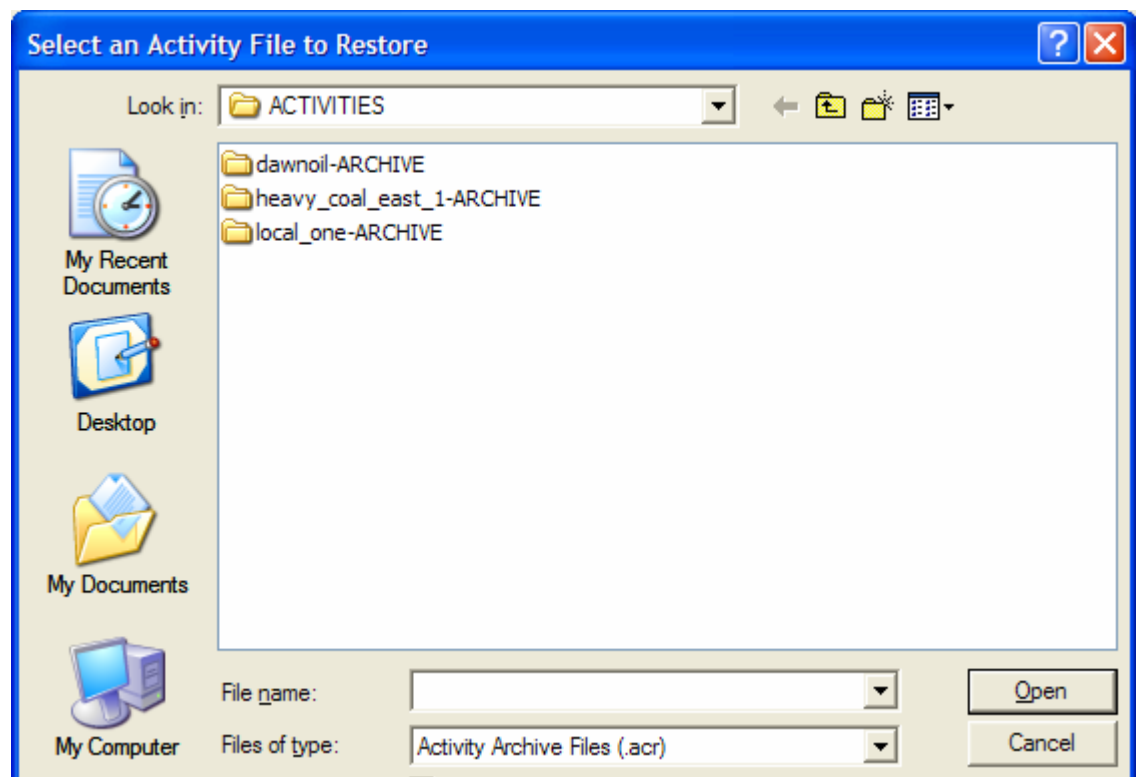 Select an Activity File to Restore
Look in: ACTIVITIES
dawnoil-ARCHIVE
heavy_coal_east_1-ARCHIVE
local_one-ARCHIVE
My Recent
Documents
Desktop
My Documents
My Computer
File name:
Open
Files of type: Activity Archive Files (.acr)
Cancel